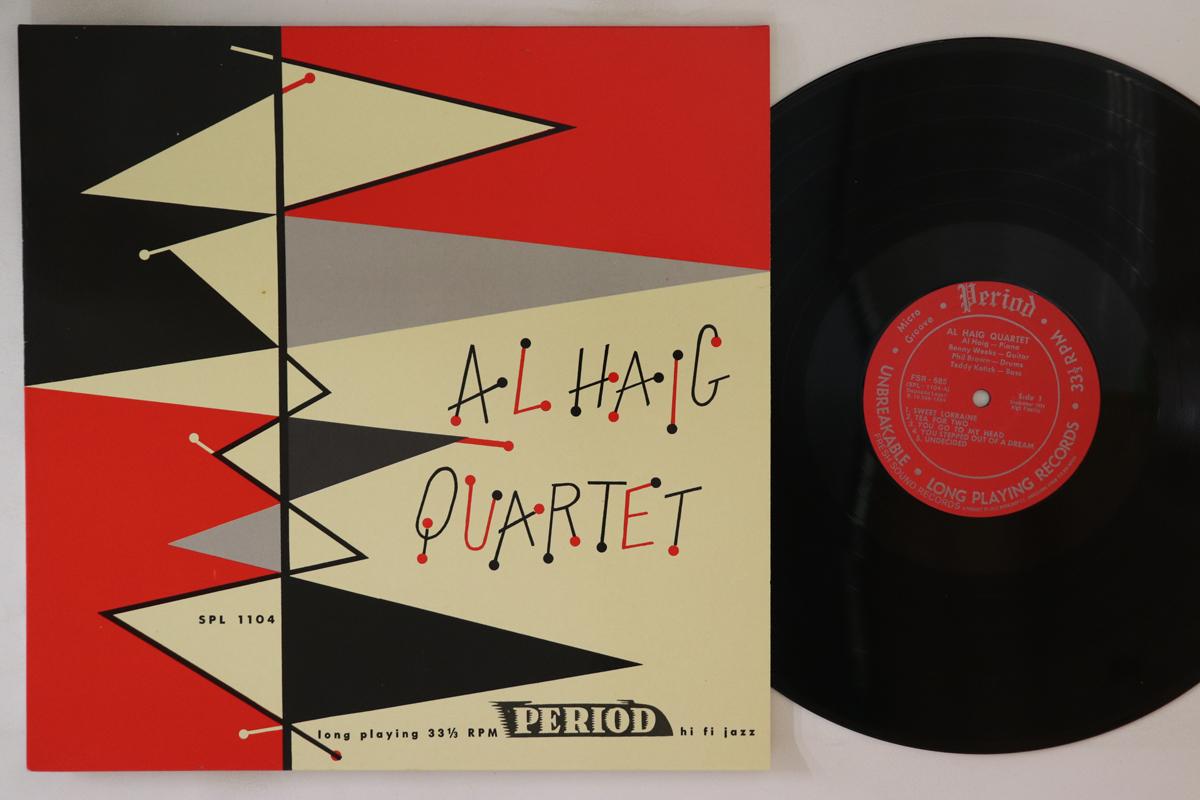 AL HAIG
QUARTET
SPL 1104
long playing 33⅓ RPM PERIOD hi fi jazz
Period
Micro
Groove
33⅓ RPM
UNBREAKABLE
LONG PLAYING RECORDS
FRESH SOUND RECORDS
AL HAIG QUARTET
Al Haig — Piano
Benny Weeks — Guitar
Phil Brown — Drums
Teddy Kotick — Bass
FSR - 685
(SPL - 1104-A)
Side 1
1. SWEET LORRAINE
2. TEA FOR TWO
3. YOU GO TO MY HEAD
4. YOU STEPPED OUT OF A DREAM
5. UNDECIDED